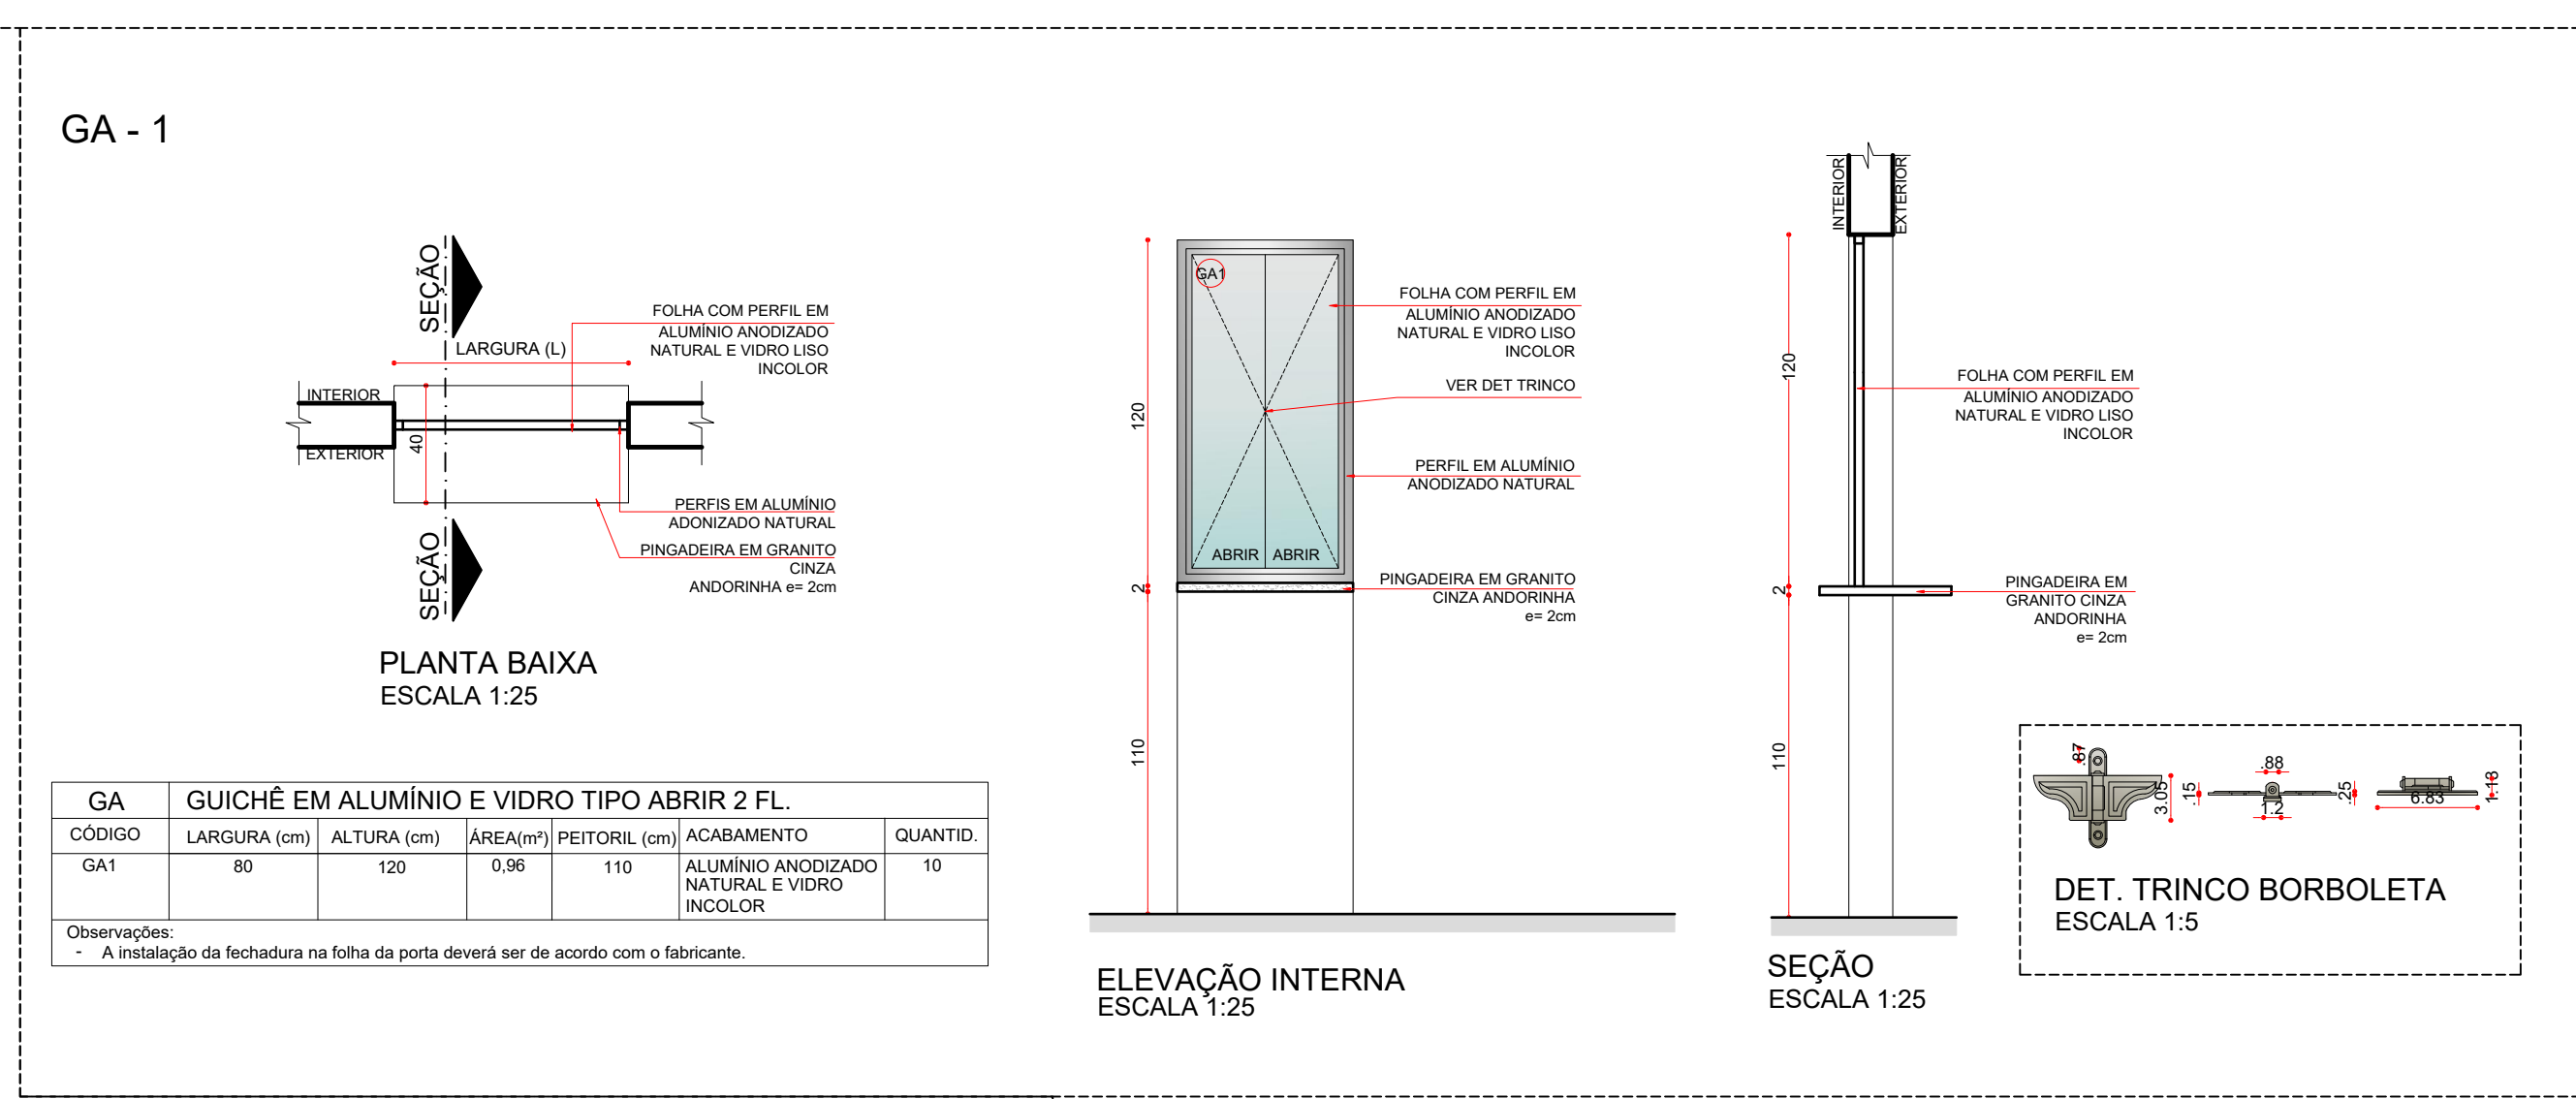 GA - 1
SEÇÃO
LARGURA (L)
FOLHA COM PERFIL EM
ALUMÍNIO ANODIZADO
NATURAL E VIDRO LISO
INCOLOR
INTERIOR
40
EXTERIOR
PERFIS EM ALUMÍNIO
ADONIZADO NATURAL
PINGADEIRA EM GRANITO
CINZA
ANDORINHA e= 2cm
SEÇÃO
PLANTA BAIXA
ESCALA 1:25
GA GUICHÊ EM ALUMÍNIO E VIDRO TIPO ABRIR 2 FL.
CÓDIGO LARGURA (cm) ALTURA (cm) ÁREA(m²) PEITORIL (cm) ACABAMENTO QUANTID.
GA1 80 120 0,96 110 ALUMÍNIO ANODIZADO 10
NATURAL E VIDRO
INCOLOR
Observações:
- A instalação da fechadura na folha da porta deverá ser de acordo com o fabricante.
120
2
110
GA1
ABRIR ABRIR
FOLHA COM PERFIL EM
ALUMÍNIO ANODIZADO
NATURAL E VIDRO LISO
INCOLOR
VER DET TRINCO
PERFIL EM ALUMÍNIO
ANODIZADO NATURAL
PINGADEIRA EM GRANITO
CINZA ANDORINHA
e= 2cm
ELEVAÇÃO INTERNA
ESCALA 1:25
INTERIOR
EXTERIOR
120
2
110
FOLHA COM PERFIL EM
ALUMÍNIO ANODIZADO
NATURAL E VIDRO LISO
INCOLOR
PINGADEIRA EM
GRANITO CINZA
ANDORINHA
e= 2cm
SEÇÃO
ESCALA 1:25
.87
3.05
.15
.88
1.2
.25
6.83
1.13
DET. TRINCO BORBOLETA
ESCALA 1:5